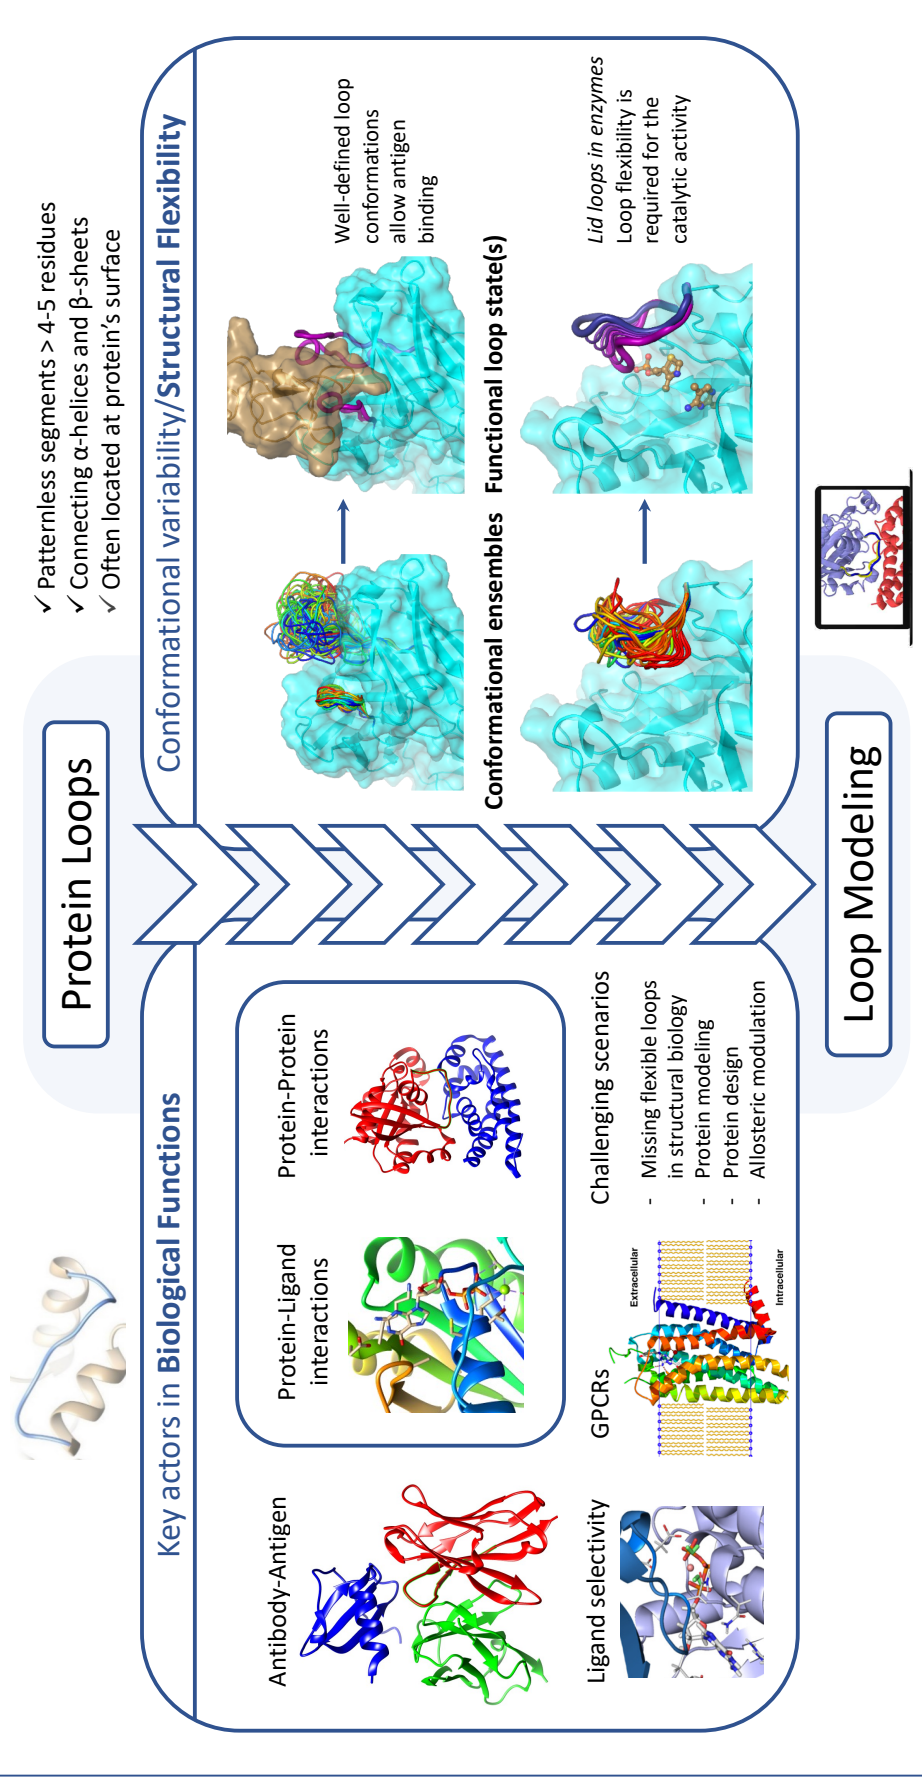 Protein Loops
✓ Patternless segments > 4-5 residues
✓ Connecting α-helices and β-sheets
✓ Often located at protein's surface
Key actors in Biological Functions
Antibody-Antigen
Protein-Ligand
interactions
Protein-Protein
interactions
Ligand selectivity
GPCRs
Extracellular
Intracellular
Challenging scenarios
- Missing flexible loops
in structural biology
- Protein modeling
- Protein design
- Allosteric modulation
Conformational variability/Structural Flexibility
Well-defined loop
conformations
allow antigen
binding
Conformational ensembles
Functional loop state(s)
Lid loops in enzymes
Loop flexibility is
required for the
catalytic activity
Loop Modeling